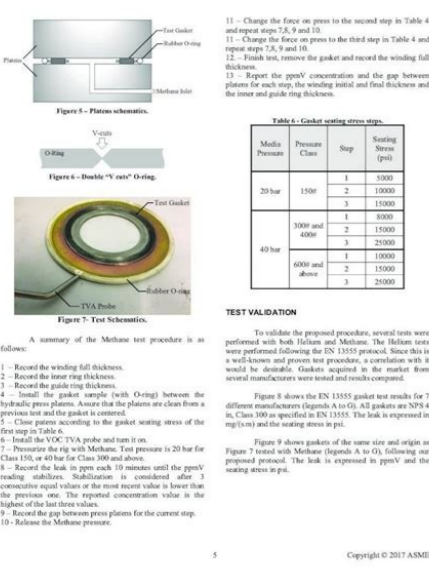 Test Gasket
Rubber O-ring
Platens
Methane Inlet
Figure 5 – Platens schematics.
V-cuts
O-Ring
Figure 6 – Double “V cuts” O-ring.
Test Gasket
Rubber O-ring
TVA Probe
Figure 7- Test Schematics.
A summary of the Methane test procedure is as
follows:
1 – Record the winding full thickness.
2 – Record the inner ring thickness.
3 – Record the guide ring thickness.
4 – Install the gasket sample (with O-ring) between the
hydraulic press platens. Assure that the platens are clean from a
previous test and the gasket is centered.
5 – Close platens according to the gasket seating stress of the
first step in Table 6.
6 – Install the VOC TVA probe and turn it on.
7 – Pressurize the rig with Methane. Test pressure is 20 bar for
Class 150, or 40 bar for Class 300 and above.
8 – Record the leak in ppm each 10 minutes until the ppmV
reading stabilizes. Stabilization is considered after 3
consecutive equal values or the most recent value is lower than
the previous one. The reported concentration value is the
highest of the last three values.
9 – Record the gap between press platens for the current step.
10 - Release the Methane pressure.
11 – Change the force on press to the second step in Table 4
and repeat steps 7,8, 9 and 10.
11 – Change the force on press to the third step in Table 4 and
repeat steps 7,8, 9 and 10.
12. – Finish test, remove the gasket and record the winding full
thickness.
13 – Report the ppmV concentration and the gap between
platens for each step, the winding initial and final thickness and
the inner and guide ring thickness.
Table 6 - Gasket seating stress steps.
Media Pressure Pressure Class Step Seating Stress (psi)
20 bar 150# 1 5000
2 10000
3 15000
40 bar 300# and 400# 1 8000
2 15000
3 25000
600# and above 1 10000
2 15000
3 25000
TEST VALIDATION
To validate the proposed procedure, several tests were
performed with both Helium and Methane. The Helium tests
were performed following the EN 13555 protocol. Since this is
a well-known and proven test procedure, a correlation with it
would be desirable. Gaskets acquired in the market from
several manufacturers were tested and results compared.
Figure 8 shows the EN 13555 gasket test results for 7
different manufacturers (legends A to G). All gaskets are NPS 4
in, Class 300 as specified in EN 13555. The leak is expressed in
mg/(s.m) and the seating stress in psi.
Figure 9 shows gaskets of the same size and origin as
Figure 7 tested with Methane (legends A to G), following our
proposed protocol. The leak is expressed in ppmV and the
seating stress in psi.
5
Copyright © 2017 ASME